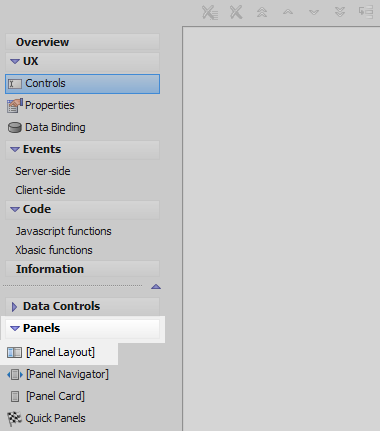 Overview
UX
Controls
Properties
Data Binding
Events
Server-side
Client-side
Code
Javascript functions
Xbasic functions
Information
Data Controls
Panels
[Panel Layout]
[Panel Navigator]
[Panel Card]
Quick Panels